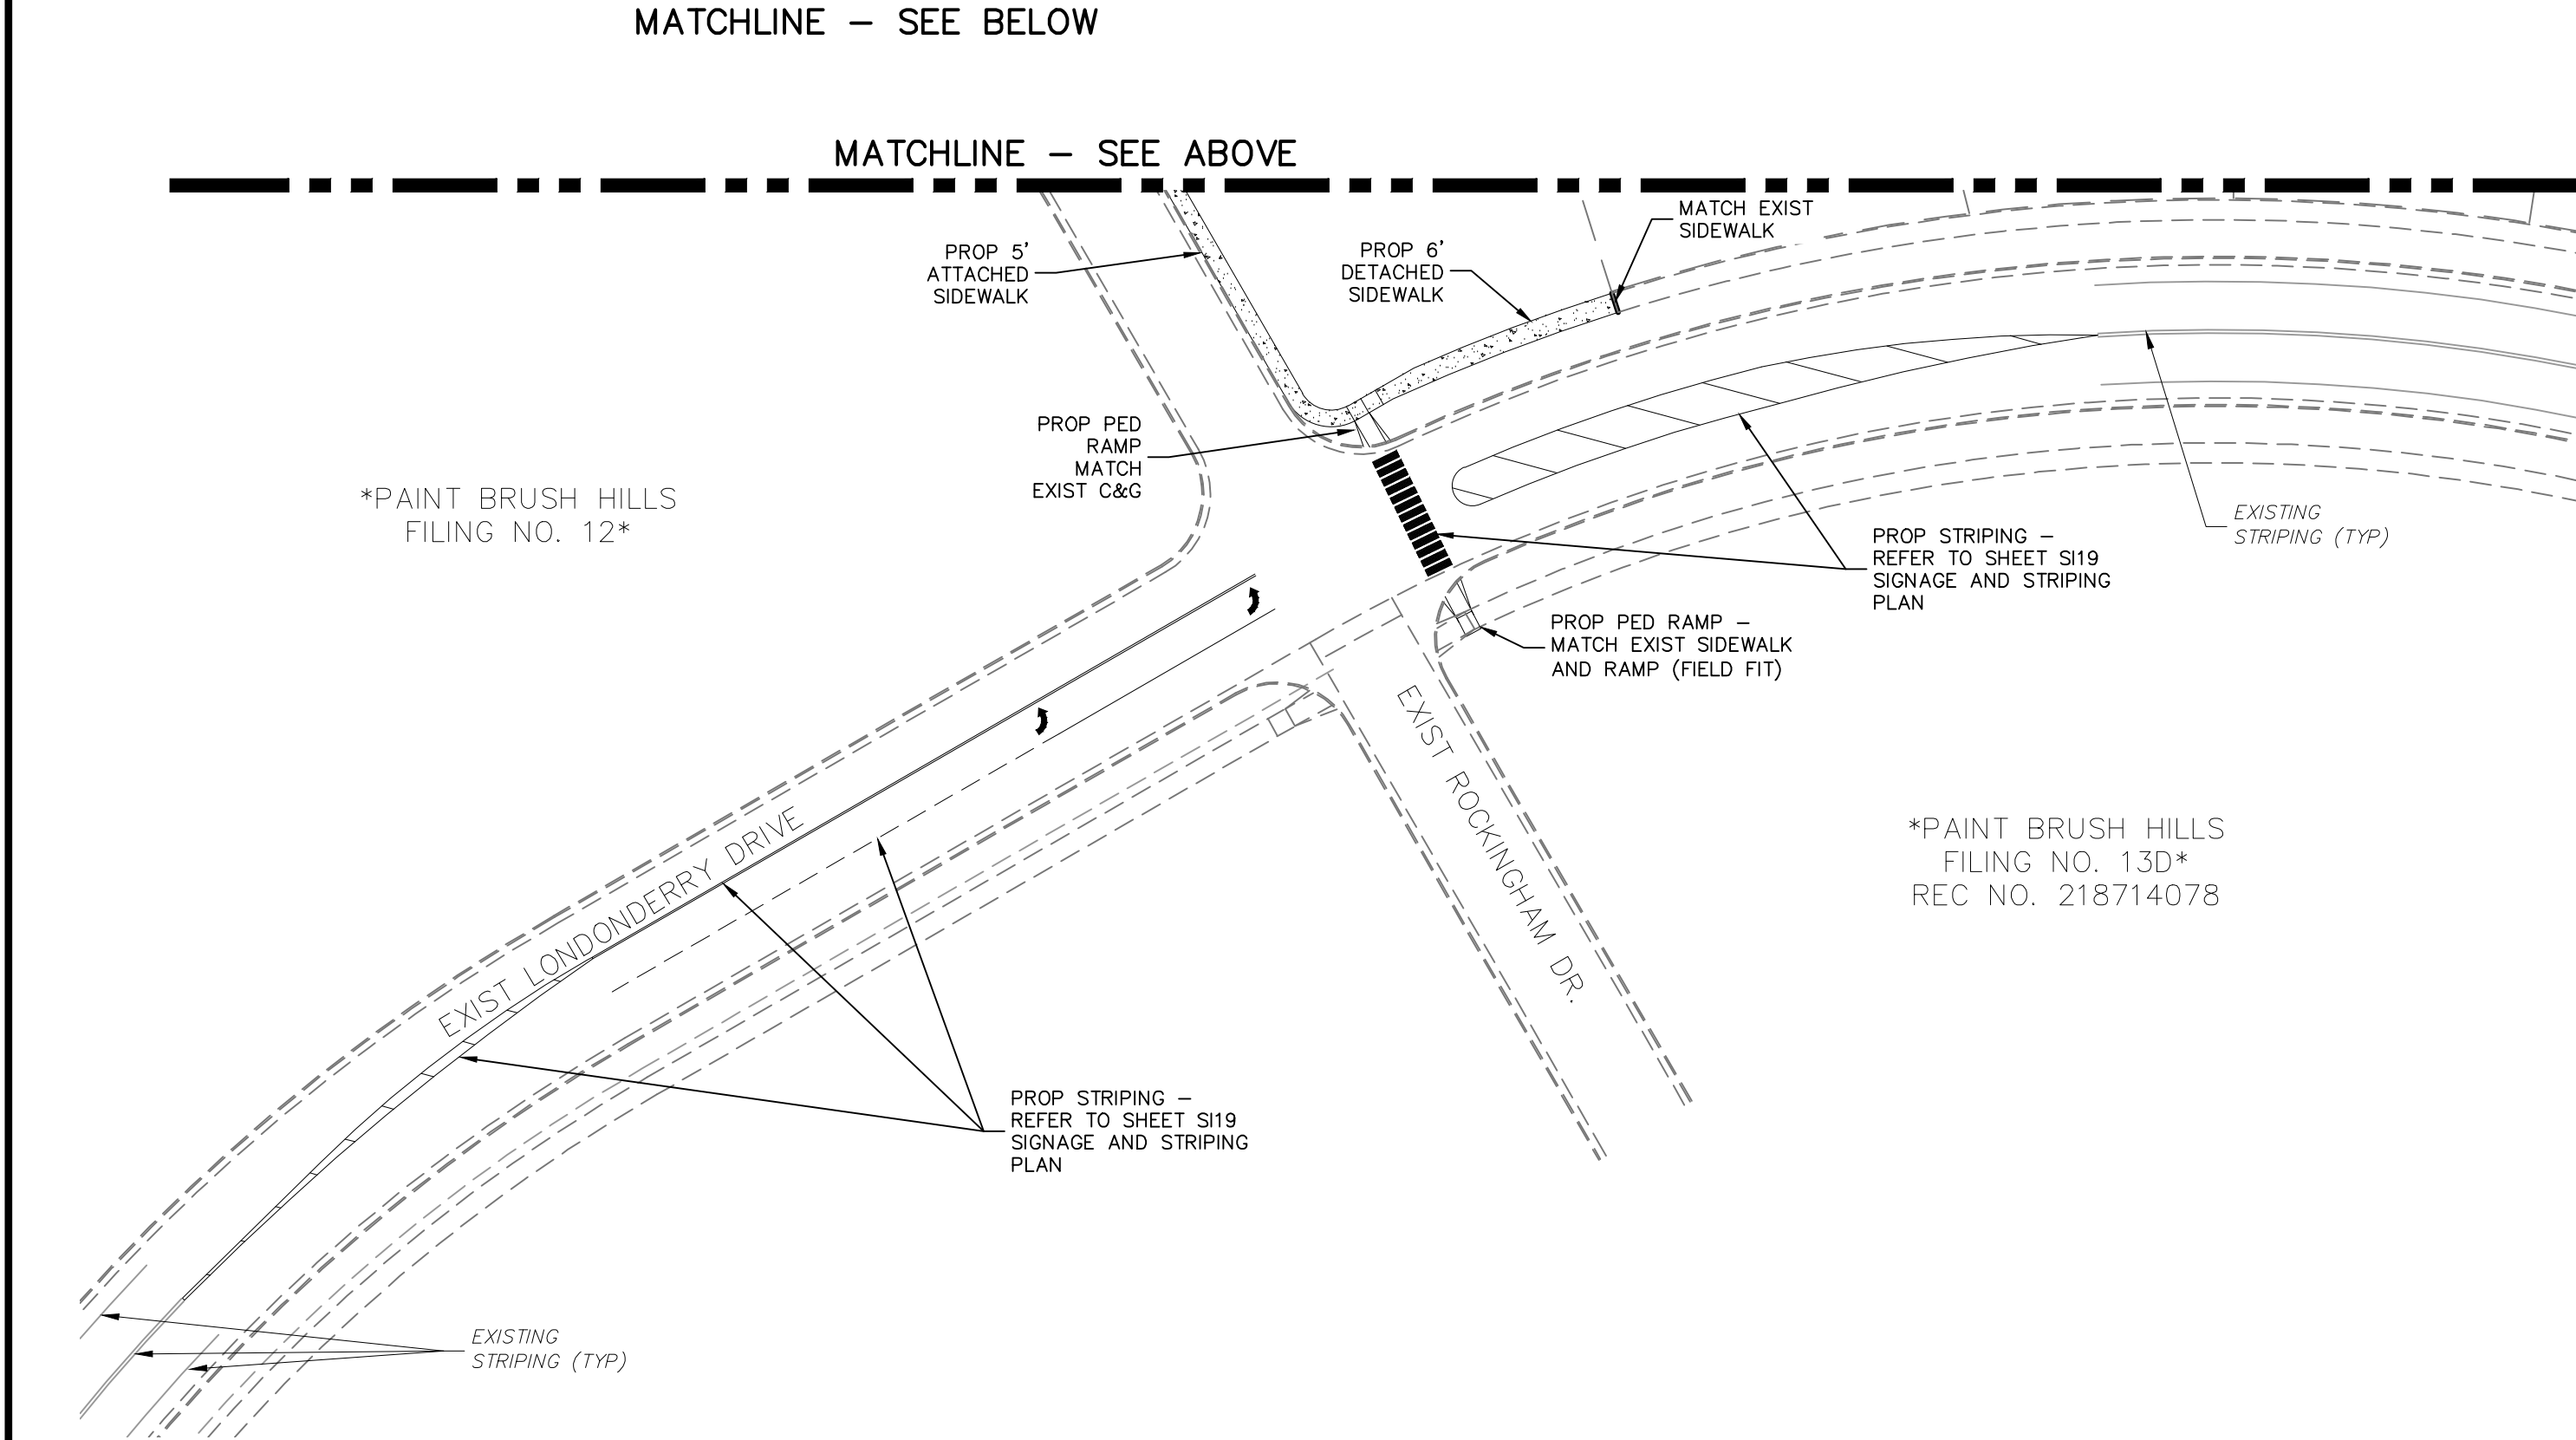 MATCHLINE – SEE BELOW
MATCHLINE – SEE ABOVE
MATCH EXIST
SIDEWALK
PROP 5'
ATTACHED
SIDEWALK
PROP 6'
DETACHED
SIDEWALK
PROP PED
RAMP
MATCH
EXIST C&G
*PAINT BRUSH HILLS
FILING NO. 12*
EXISTING
STRIPING (TYP)
PROP STRIPING –
REFER TO SHEET SI19
SIGNAGE AND STRIPING
PLAN
PROP PED RAMP –
MATCH EXIST SIDEWALK
AND RAMP (FIELD FIT)
EXIST ROCKINGHAM DR.
EXIST LONDONDERRY DRIVE
*PAINT BRUSH HILLS
FILING NO. 13D*
REC NO. 218714078
PROP STRIPING –
REFER TO SHEET SI19
SIGNAGE AND STRIPING
PLAN
EXISTING
STRIPING (TYP)